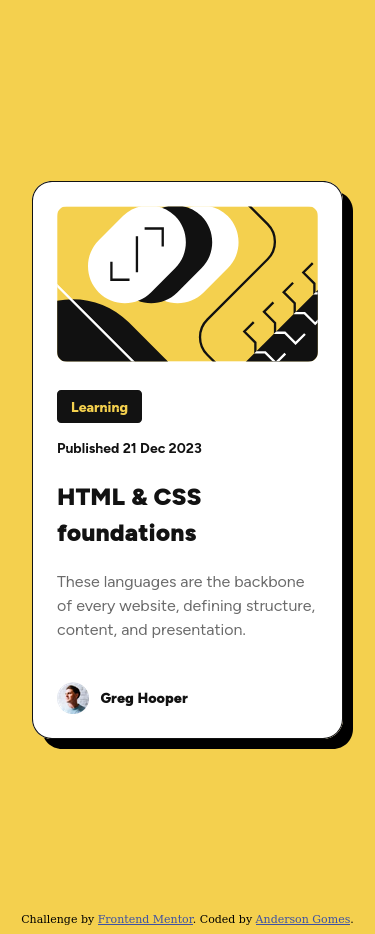 Learning
Published 21 Dec 2023
HTML & CSS
foundations
These languages are the backbone
of every website, defining structure,
content, and presentation.
Greg Hooper
Challenge by Frontend Mentor. Coded by Anderson Gomes.